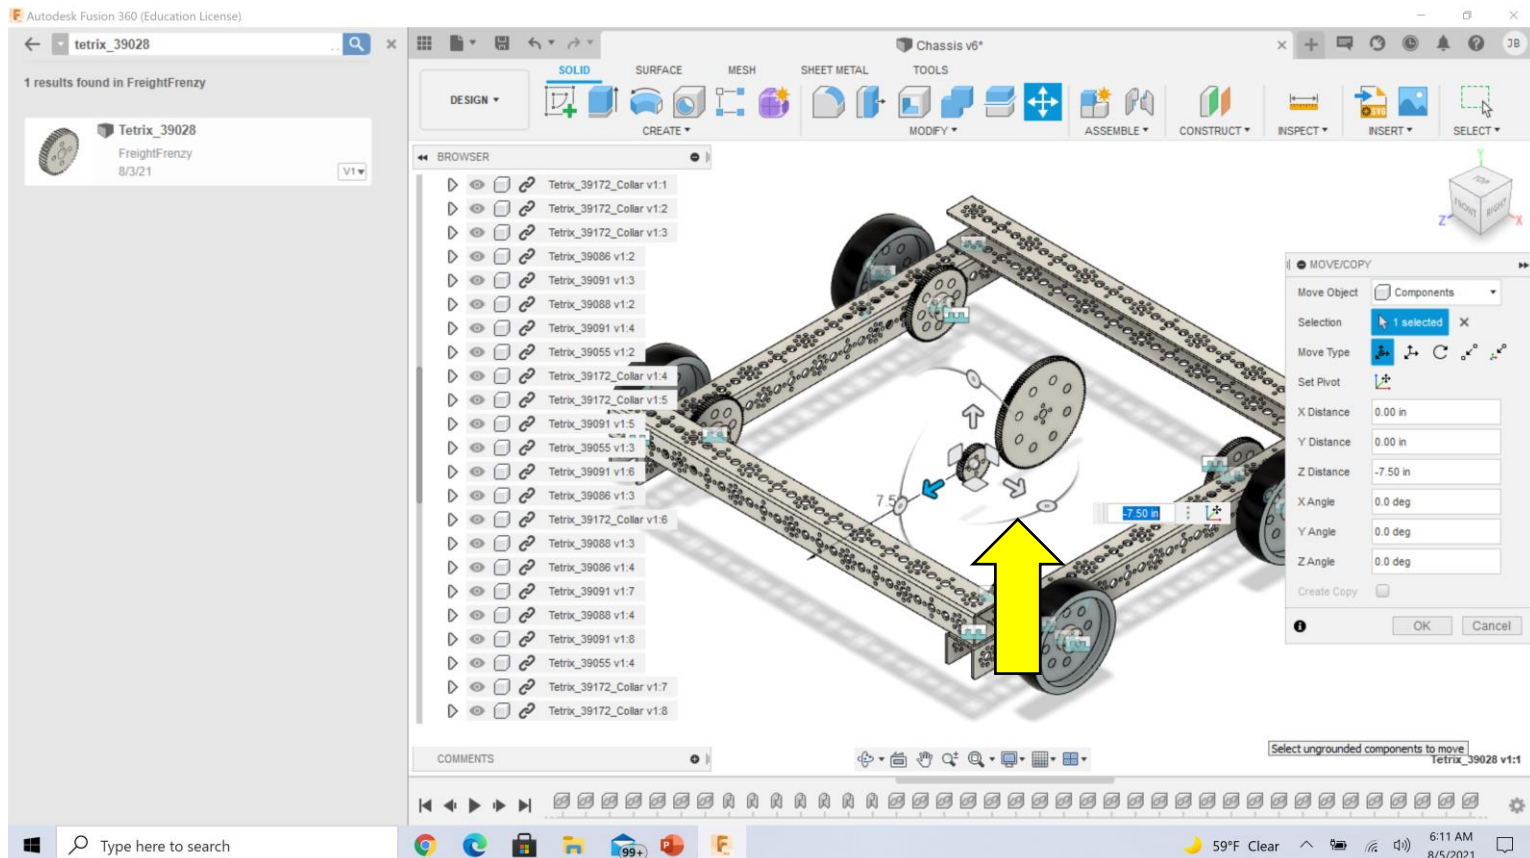 Autodesk Fusion 360 (Education License)
tetrix_39028
1 results found in FreightFrenzy
Tetrix_39028
FreightFrenzy
8/3/21
V1
Chassis v6*
JB
SOLID SURFACE MESH SHEET METAL TOOLS
DESIGN
CREATE MODIFY ASSEMBLE CONSTRUCT INSPECT INSERT SELECT
SVG
BROWSER
Tetrix_39172_Collar v1:1
Tetrix_39172_Collar v1:2
Tetrix_39172_Collar v1:3
Tetrix_39086 v1:2
Tetrix_39091 v1:3
Tetrix_39088 v1:2
Tetrix_39091 v1:4
Tetrix_39055 v1:2
Tetrix_39172_Collar v1:4
Tetrix_39172_Collar v1:5
Tetrix_39091 v1:5
Tetrix_39055 v1:3
Tetrix_39091 v1:6
Tetrix_39086 v1:3
Tetrix_39172_Collar v1:6
Tetrix_39088 v1:3
Tetrix_39086 v1:4
Tetrix_39091 v1:7
Tetrix_39088 v1:4
Tetrix_39091 v1:8
Tetrix_39055 v1:4
Tetrix_39172_Collar v1:7
Tetrix_39172_Collar v1:8
Y
TOP
FRONT RIGHT
Z X
7.50
-7.50 in
MOVE/COPY
Move Object Components
Selection 1 selected
Move Type
Set Pivot
X Distance 0.00 in
Y Distance 0.00 in
Z Distance -7.50 in
X Angle 0.0 deg
Y Angle 0.0 deg
Z Angle 0.0 deg
Create Copy
OK Cancel
Select ungrounded components to move
Tetrix_39028 v1:1
COMMENTS
Type here to search
99+
59°F Clear
6:11 AM
8/5/2021